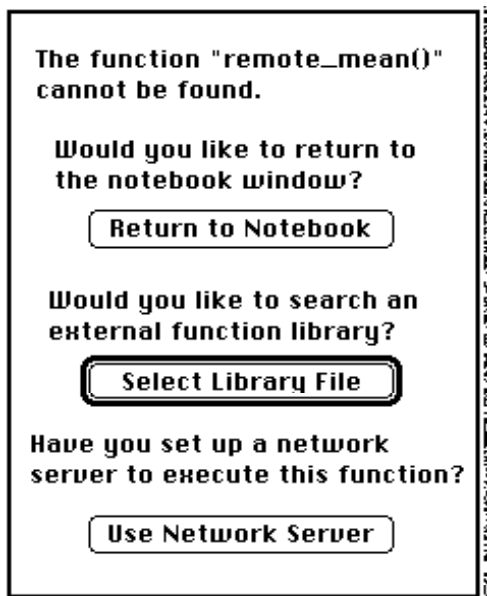 The function "remote_mean()"
cannot be found.
Would you like to return to
the notebook window?
Return to Notebook
Would you like to search an
external function library?
Select Library File
Have you set up a network
server to execute this function?
Use Network Server